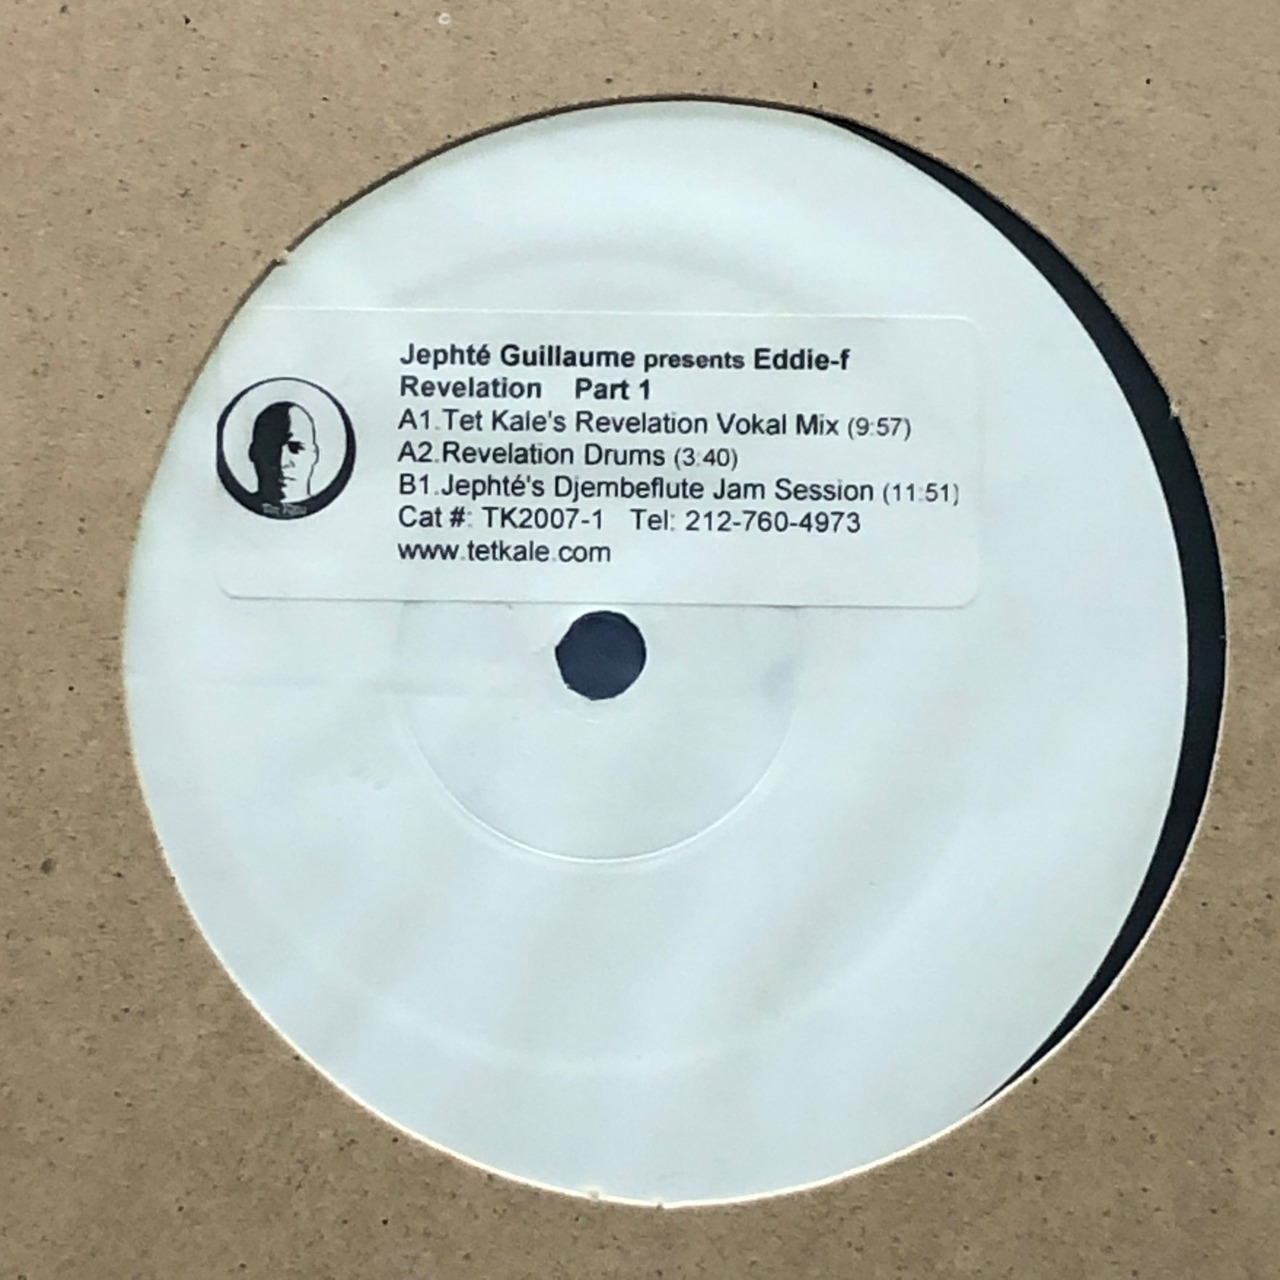 Jephté Guillaume presents Eddie-f
Revelation Part 1
A1.Tet Kale's Revelation Vokal Mix (9:57)
A2.Revelation Drums (3:40)
B1.Jephté's Djembeflute Jam Session (11:51)
Cat #: TK2007-1 Tel: 212-760-4973
www.tetkale.com